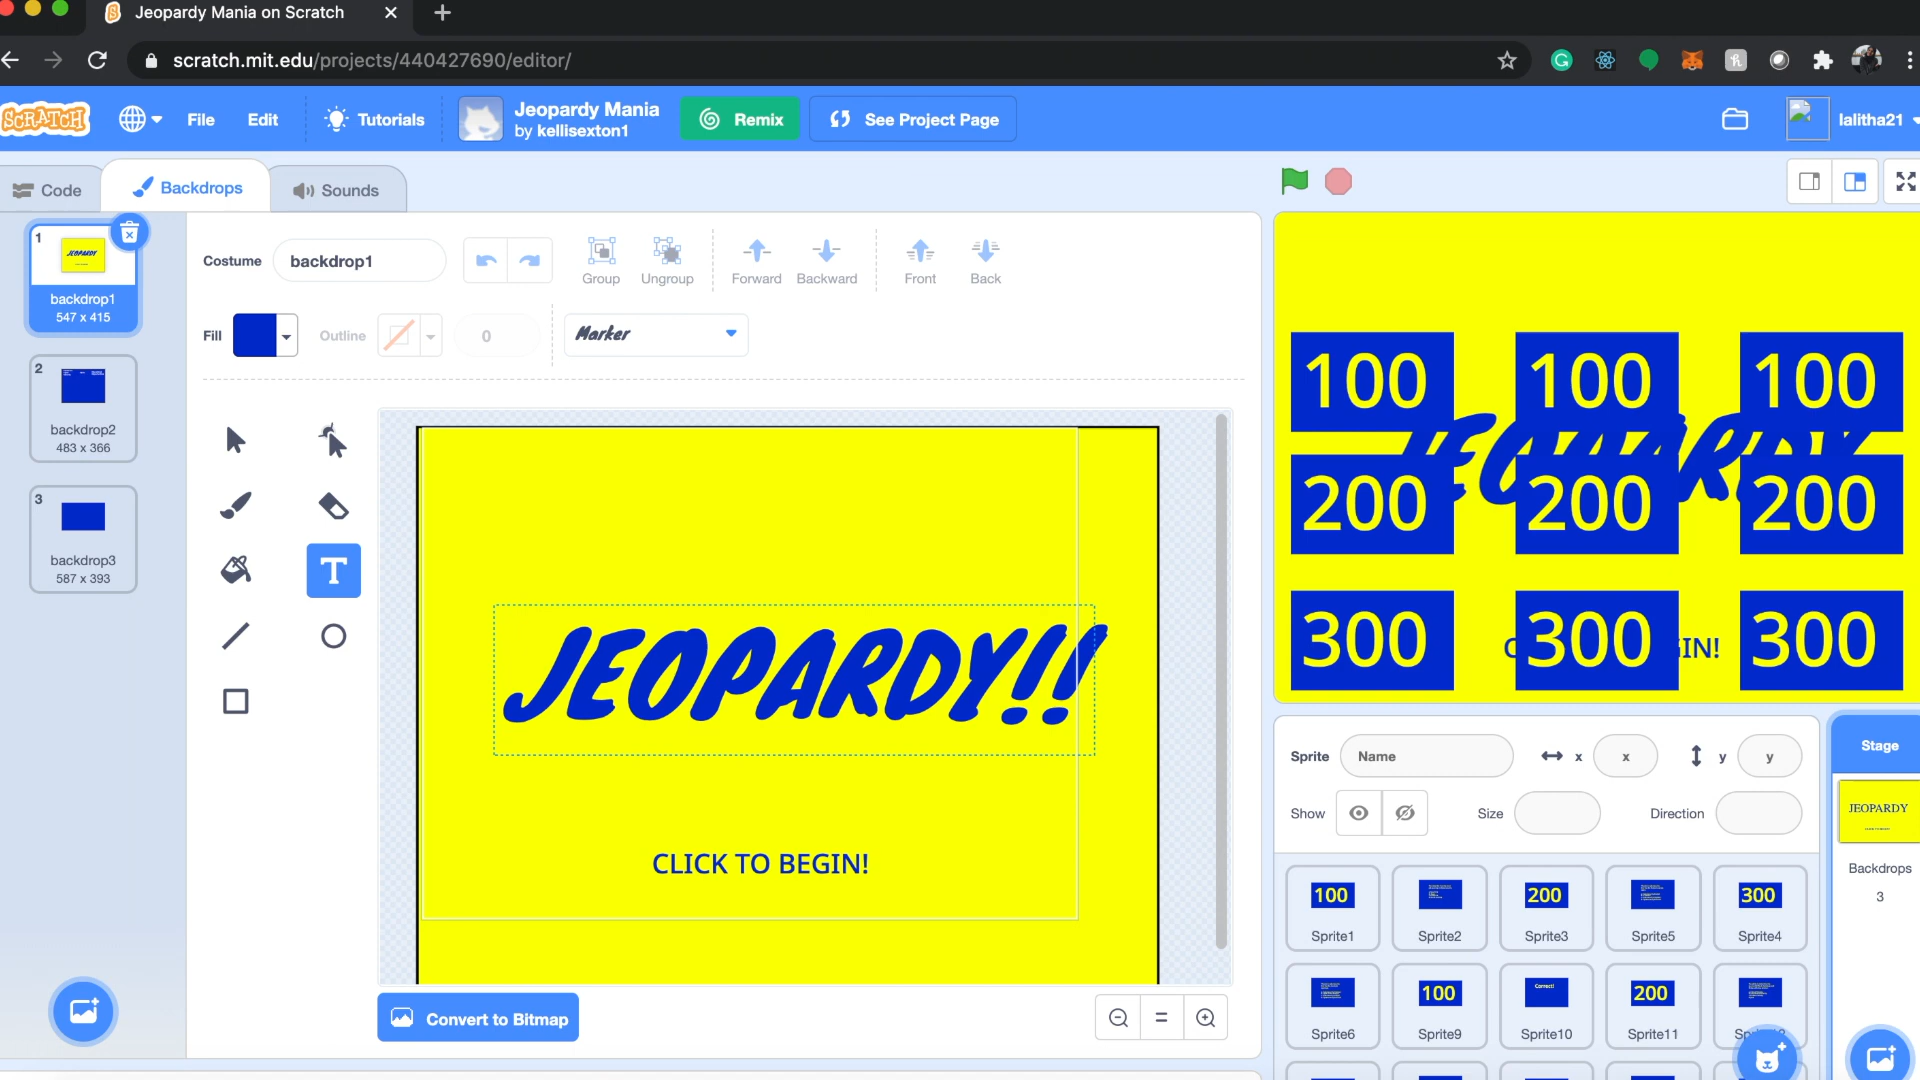 Jeopardy Mania on Scratch
scratch.mit.edu/projects/440427690/editor/
SCRATCH
File
Edit
Tutorials
Jeopardy Mania
by kellisexton1
Remix
See Project Page
lalitha21
Code
Backdrops
Sounds
1
JEOPARDY
backdrop1
547 x 415
2
backdrop2
483 x 366
3
backdrop3
587 x 393
Costume
backdrop1
Group
Ungroup
Forward
Backward
Front
Back
Fill
Outline
0
Marker
T
JEOPARDY!!
CLICK TO BEGIN!
Convert to Bitmap
100 100 100
JEOPARDY
200 200 200
300 300 300
C IN!
Sprite
Name
x
x
y
y
Show
Size
Direction
Stage
JEOPARDY
Backdrops
3
100
Sprite1
Sprite2
200
Sprite3
Sprite5
300
Sprite4
Sprite6
100
Sprite9
Correct!
Sprite10
200
Sprite11